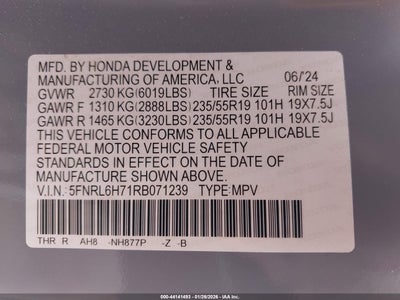 MFD. BY HONDA DEVELOPMENT &
MANUFACTURING OF AMERICA, LLC 06/'24
GVWR 2730 KG(6019LBS) TIRE SIZE RIM SIZE
GAWR F 1310 KG(2888LBS) 235/55R19 101H 19X7.5J
GAWR R 1465 KG(3230LBS) 235/55R19 101H 19X7.5J
THIS VEHICLE CONFORMS TO ALL APPLICABLE
FEDERAL MOTOR VEHICLE SAFETY
STANDARDS IN EFFECT ON THE DATE OF
MANUFACTURE SHOWN ABOVE.
V.I.N.: 5FNRL6H71RB071239 TYPE: MPV
THR R AH8 -NH877P -Z -B
000-44141493 - 01/28/2026 - IAA Inc.